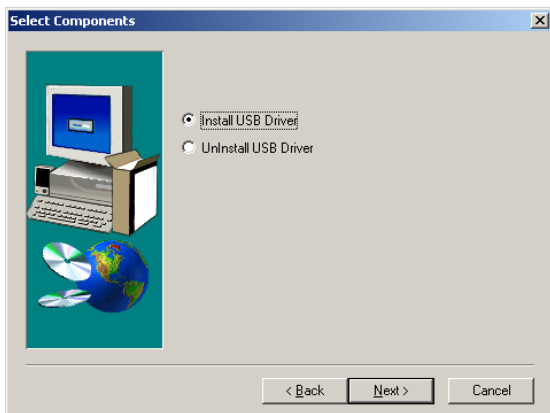 Select Components
Install USB Driver
UnInstall USB Driver
< Back
Next >
Cancel